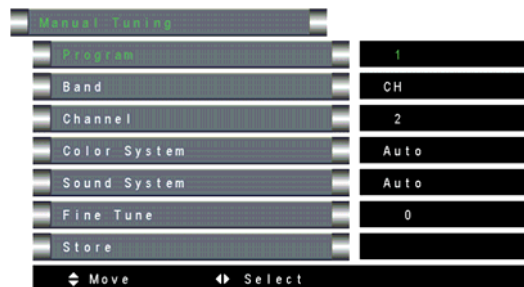 Manual Tuning
Program 1
Band CH
Channel 2
Color System Auto
Sound System Auto
Fine Tune 0
Store
Move Select